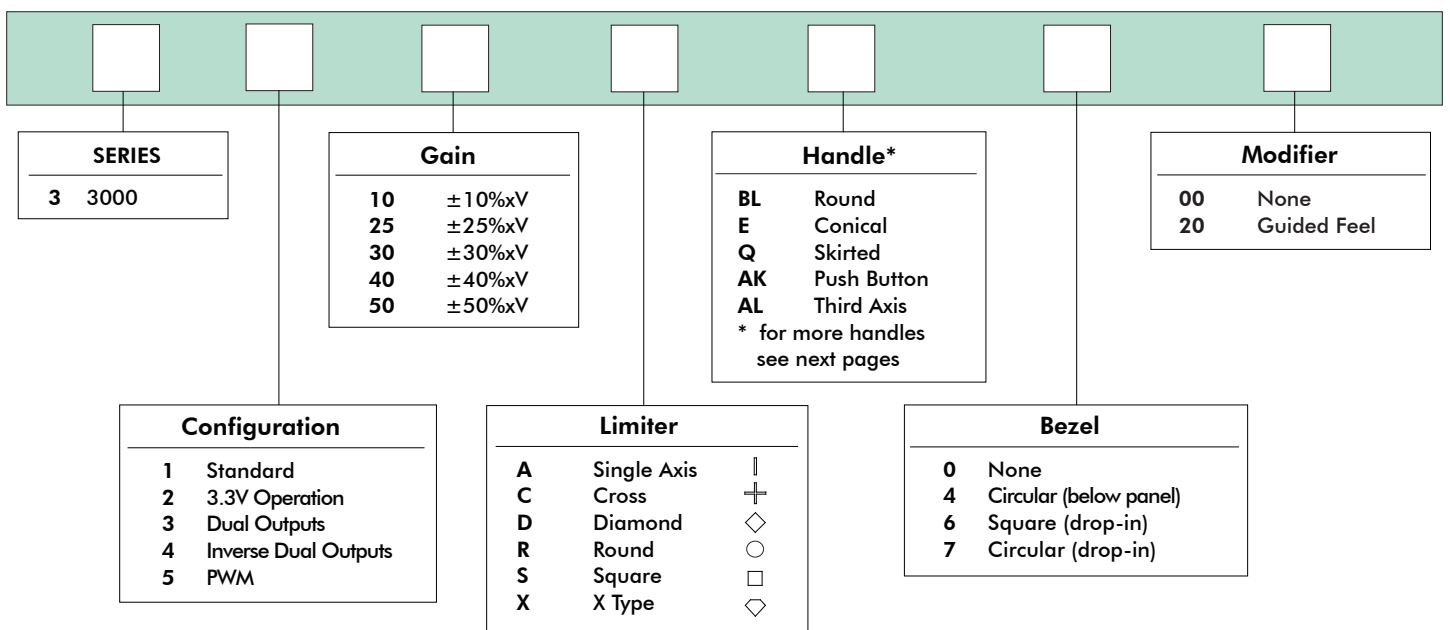 SERIES
3 3000
Gain
10 ±10%xV
25 ±25%xV
30 ±30%xV
40 ±40%xV
50 ±50%xV
Handle*
BL Round
E Conical
Q Skirted
AK Push Button
AL Third Axis
* for more handles
see next pages
Modifier
00 None
20 Guided Feel
Configuration
1 Standard
2 3.3V Operation
3 Dual Outputs
4 Inverse Dual Outputs
5 PWM
Limiter
A Single Axis
C Cross
D Diamond
R Round
S Square
X X Type
Bezel
0 None
4 Circular (below panel)
6 Square (drop-in)
7 Circular (drop-in)